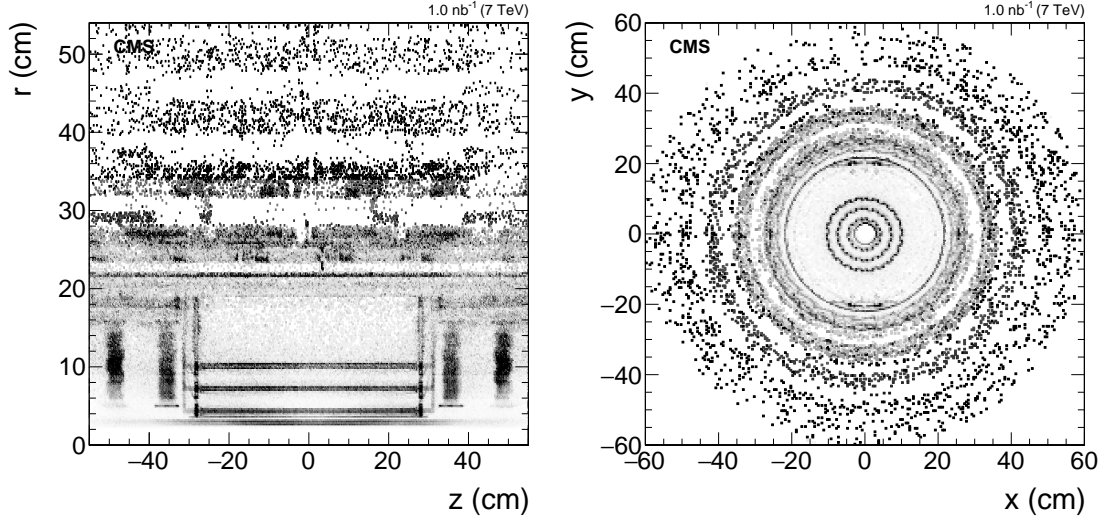 1.0 nb⁻¹ (7 TeV)
CMS
r (cm)
50
40
30
20
10
0
−40 −20 0 20 40
z (cm)
1.0 nb⁻¹ (7 TeV)
CMS
y (cm)
60
40
20
0
−20
−40
−60
−60 −40 −20 0 20 40 60
x (cm)